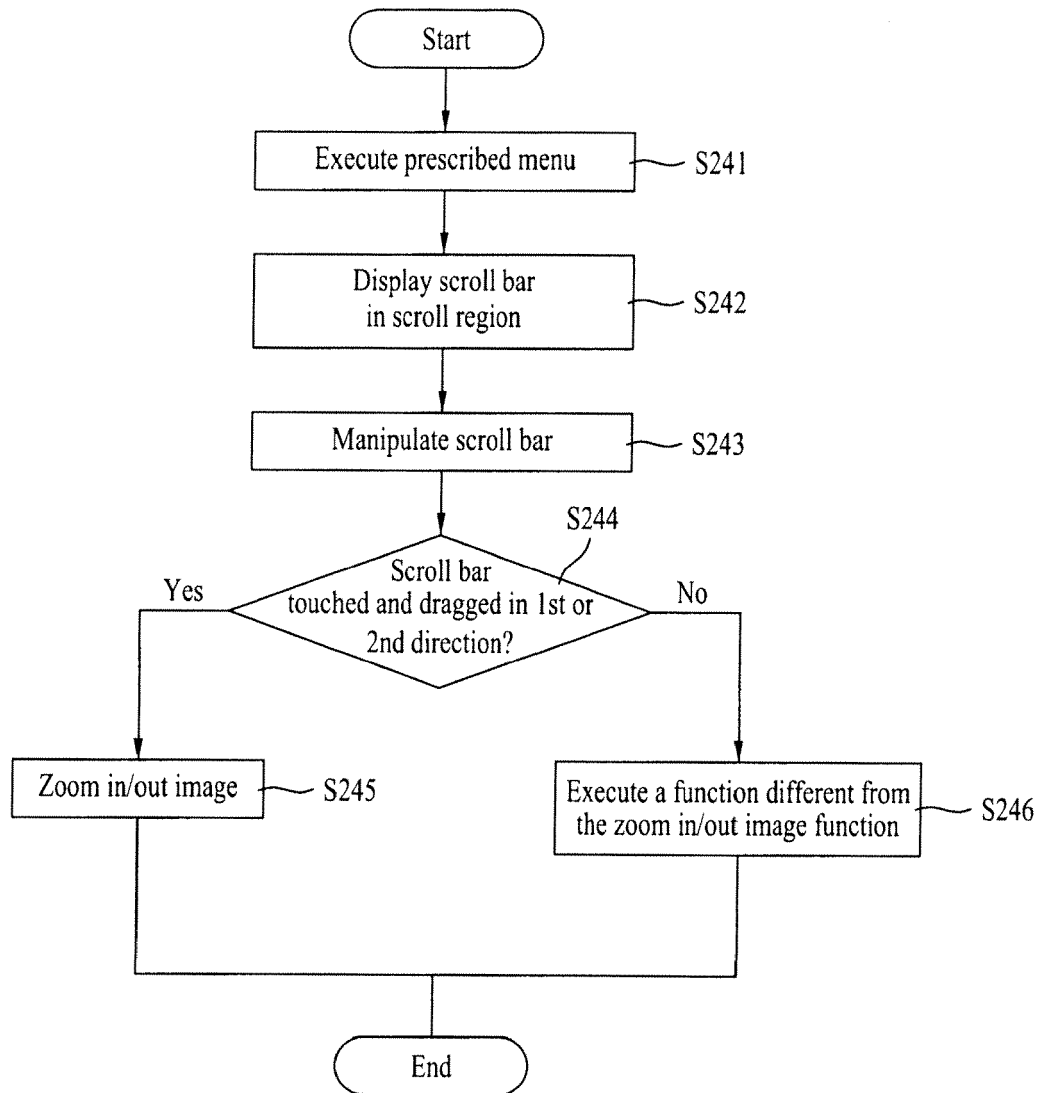 Start
Execute prescribed menu
S241
Display scroll bar
in scroll region
S242
Manipulate scroll bar
S243
S244
Scroll bar
touched and dragged in 1st or
2nd direction?
Yes
No
Zoom in/out image
S245
Execute a function different from
the zoom in/out image function
S246
End